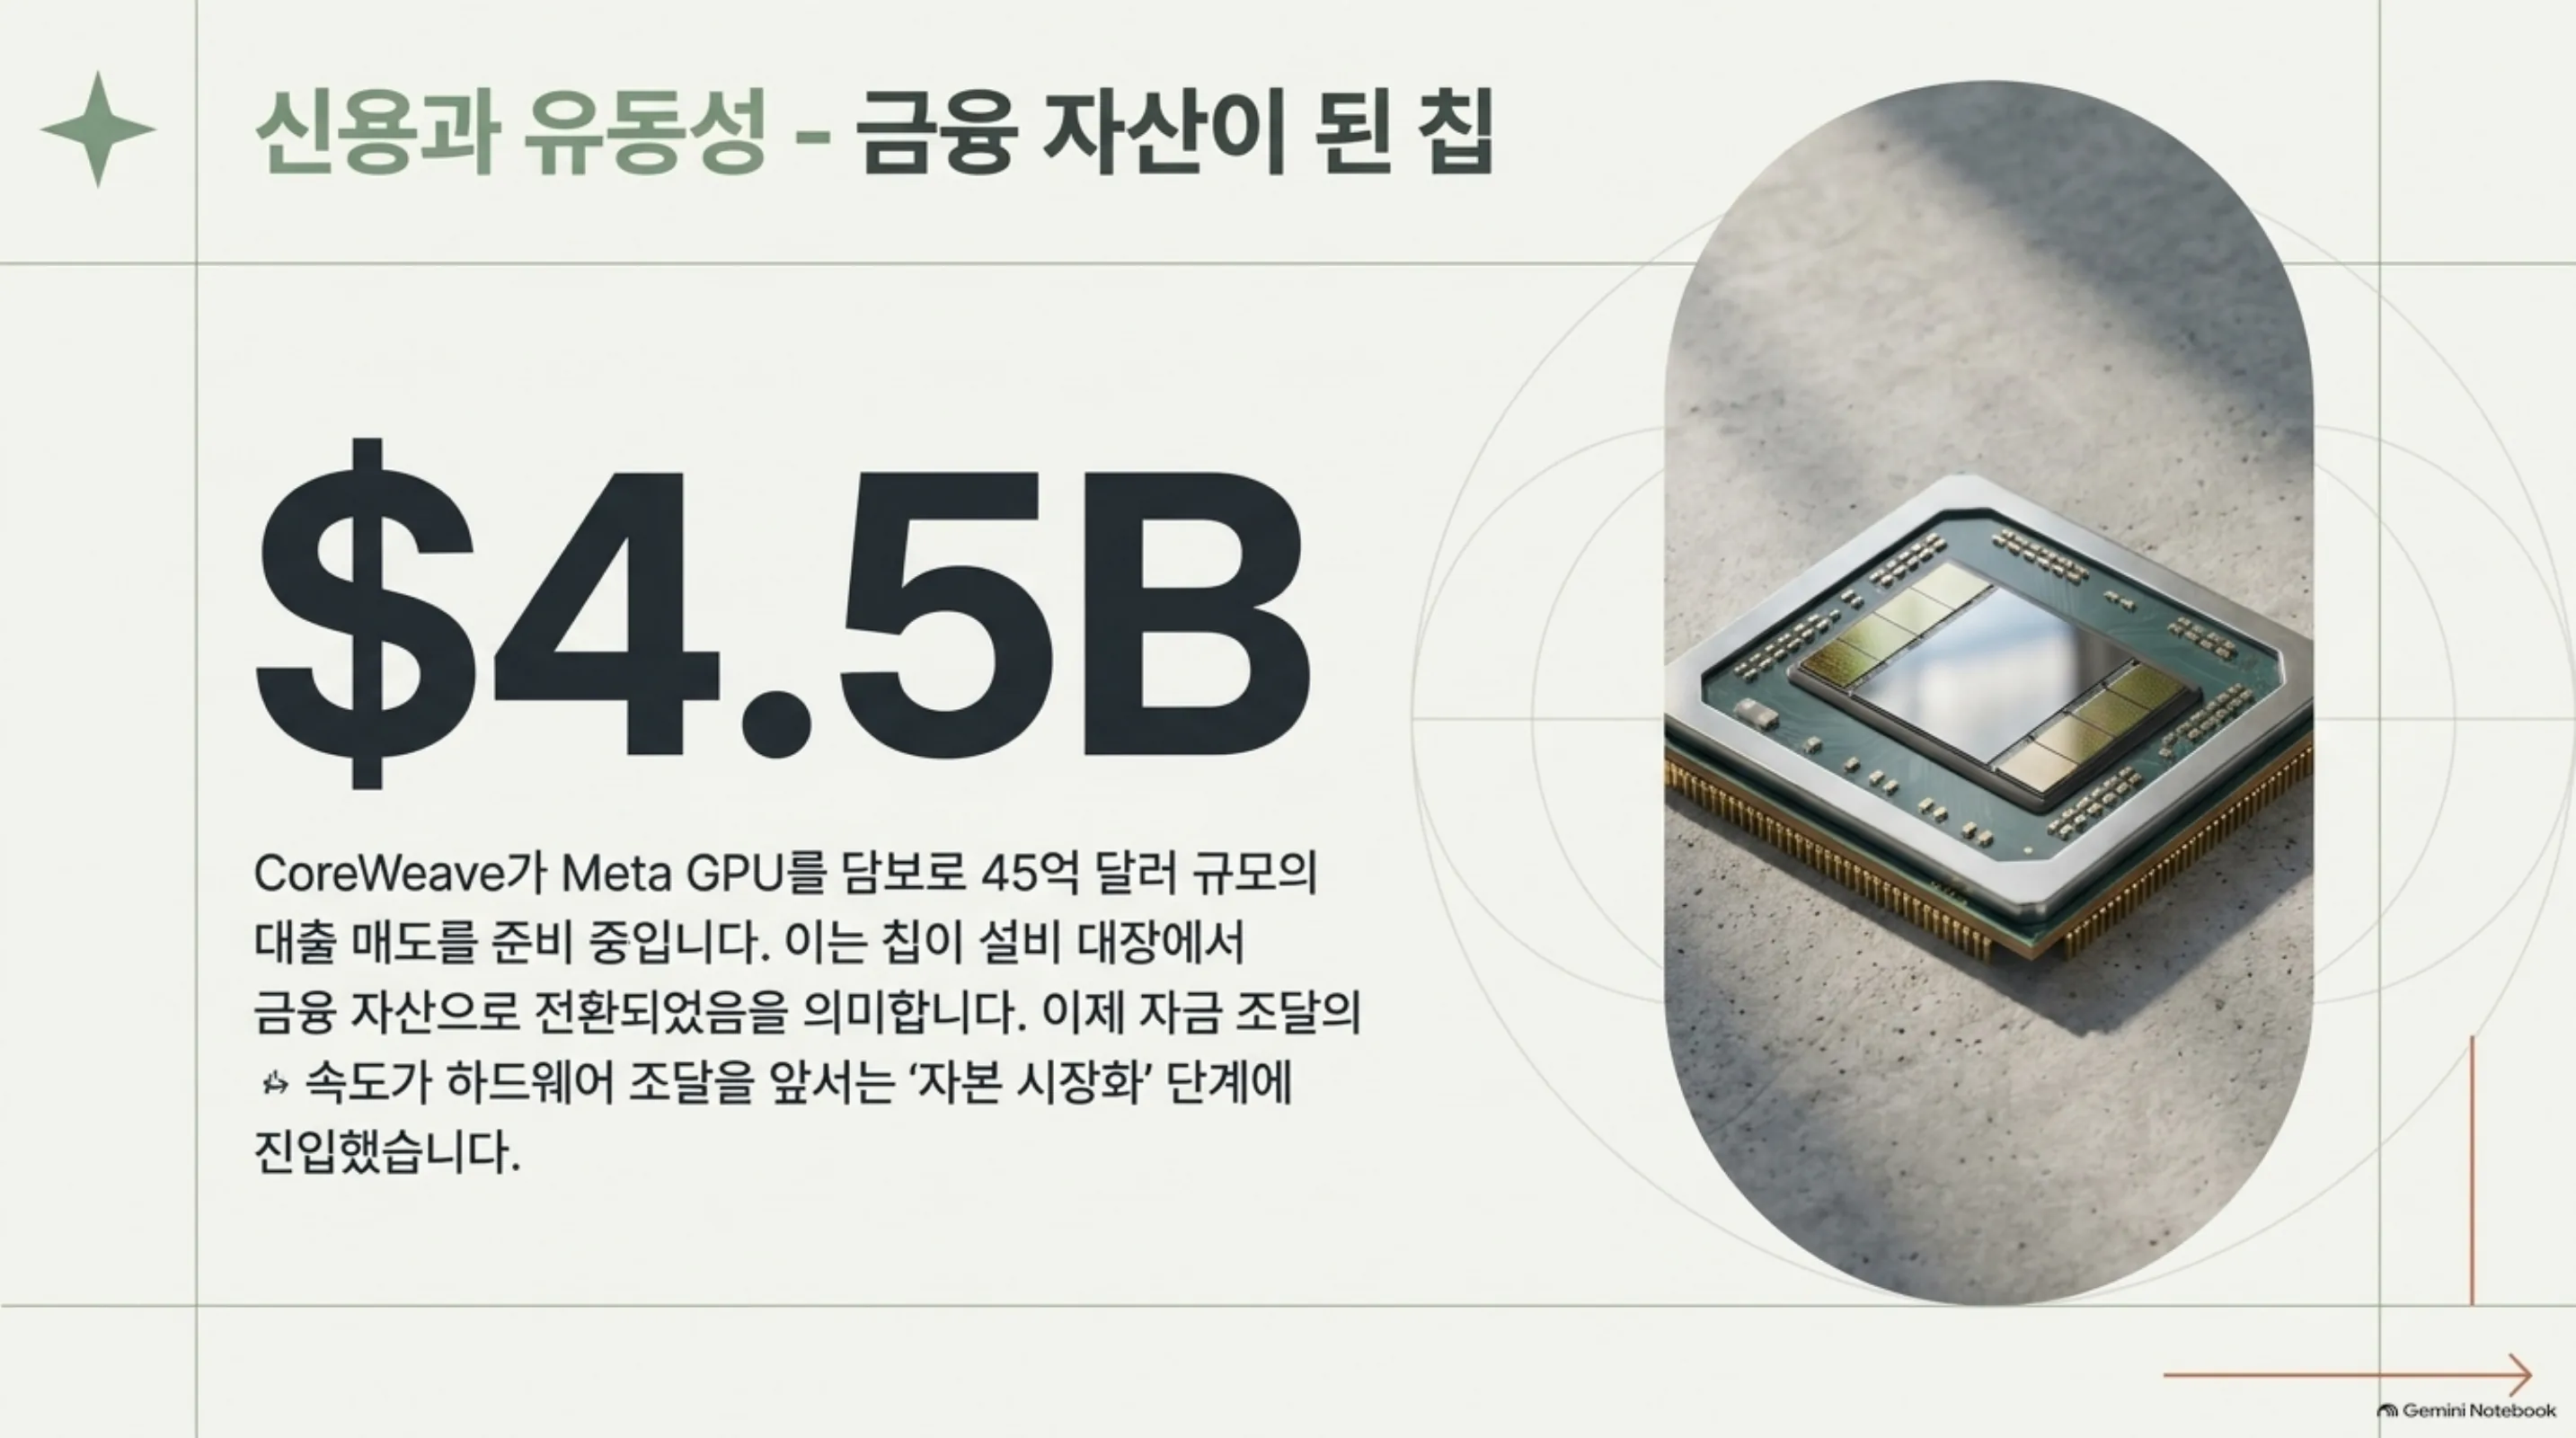 신용과 유동성 - 금융 자산이 된 칩
$4.5B
CoreWeave가 Meta GPU를 담보로 45억 달러 규모의
대출 매도를 준비 중입니다. 이는 칩이 설비 대장에서
금융 자산으로 전환되었음을 의미합니다. 이제 자금 조달의
속도가 하드웨어 조달을 앞서는 ‘자본 시장화’ 단계에
진입했습니다.
Gemini Notebook